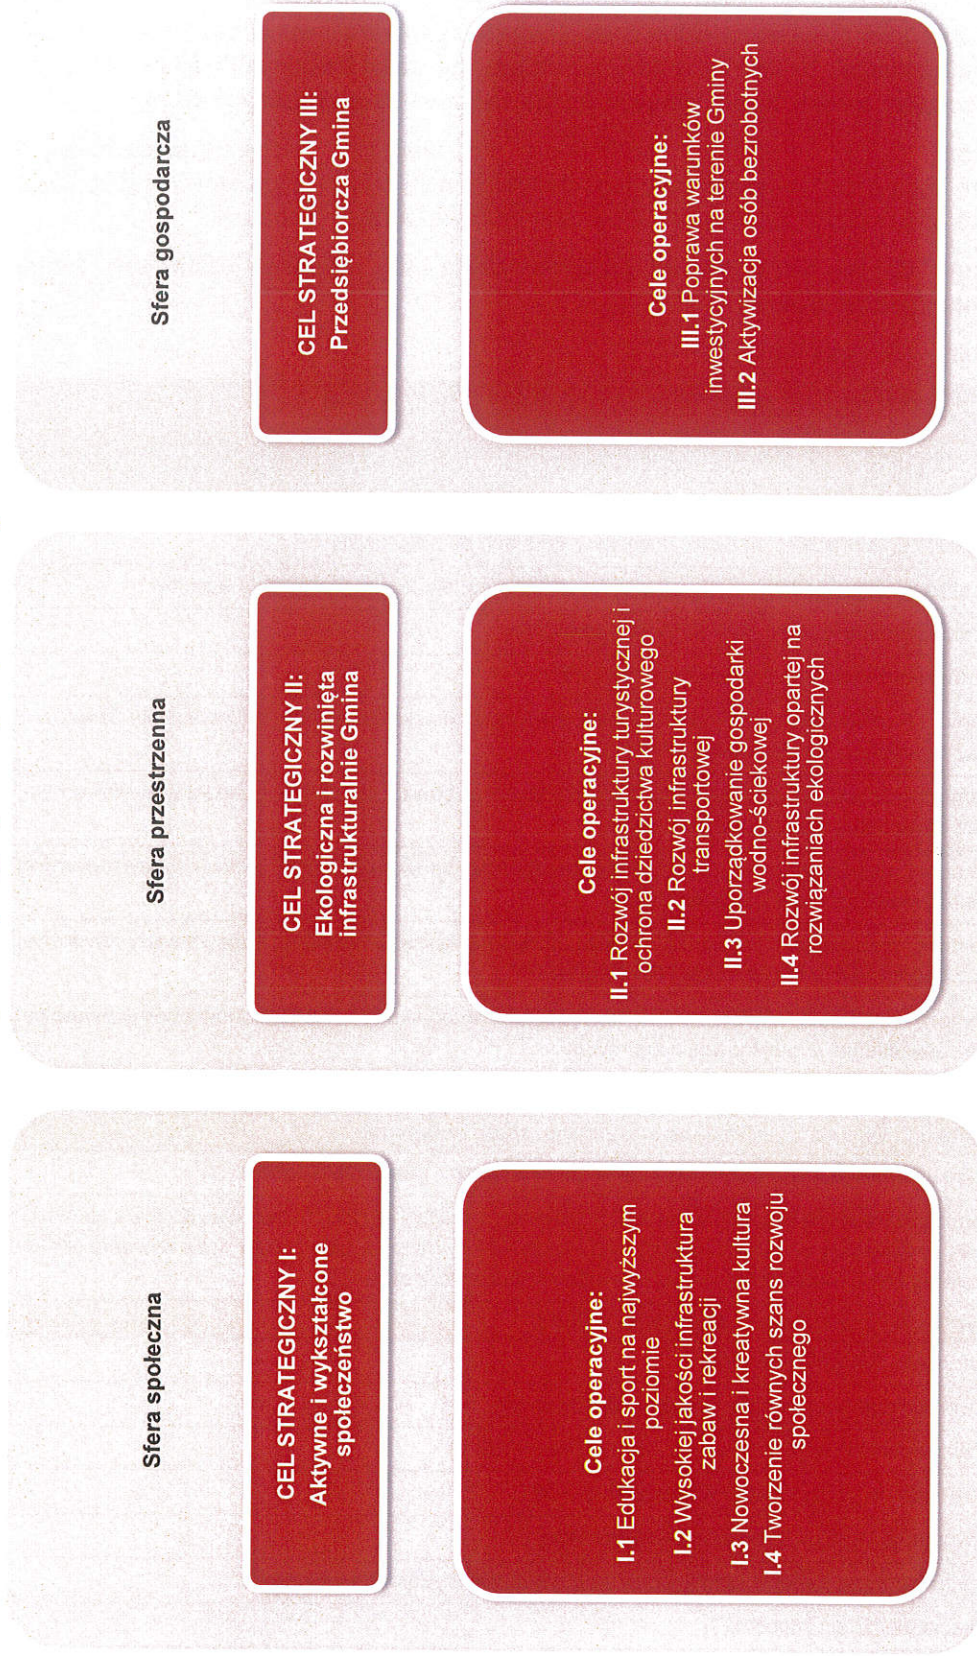 Sfera społeczna
CEL STRATEGICZNY I:
Aktywne i wykształcone
społeczeństwo
Cele operacyjne:
I.1 Edukacja i sport na najwyższym
poziomie
I.2 Wysokiej jakości infrastruktura
zabaw i rekreacji
I.3 Nowoczesna i kreatywna kultura
I.4 Tworzenie równych szans rozwoju
społecznego
Sfera przestrzenna
CEL STRATEGICZNY II:
Ekologiczna i rozwinięta
infrastrukturalnie Gmina
Cele operacyjne:
II.1 Rozwój infrastruktury turystycznej i
ochrona dziedzictwa kulturowego
II.2 Rozwój infrastruktury
transportowej
II.3 Uporządkowanie gospodarki
wodno-ściekowej
II.4 Rozwój infrastruktury opartej na
rozwiązaniach ekologicznych
Sfera gospodarcza
CEL STRATEGICZNY III:
Przedsiębiorcza Gmina
Cele operacyjne:
III.1 Poprawa warunków
inwestycyjnych na terenie Gminy
III.2 Aktywizacja osób bezrobotnych